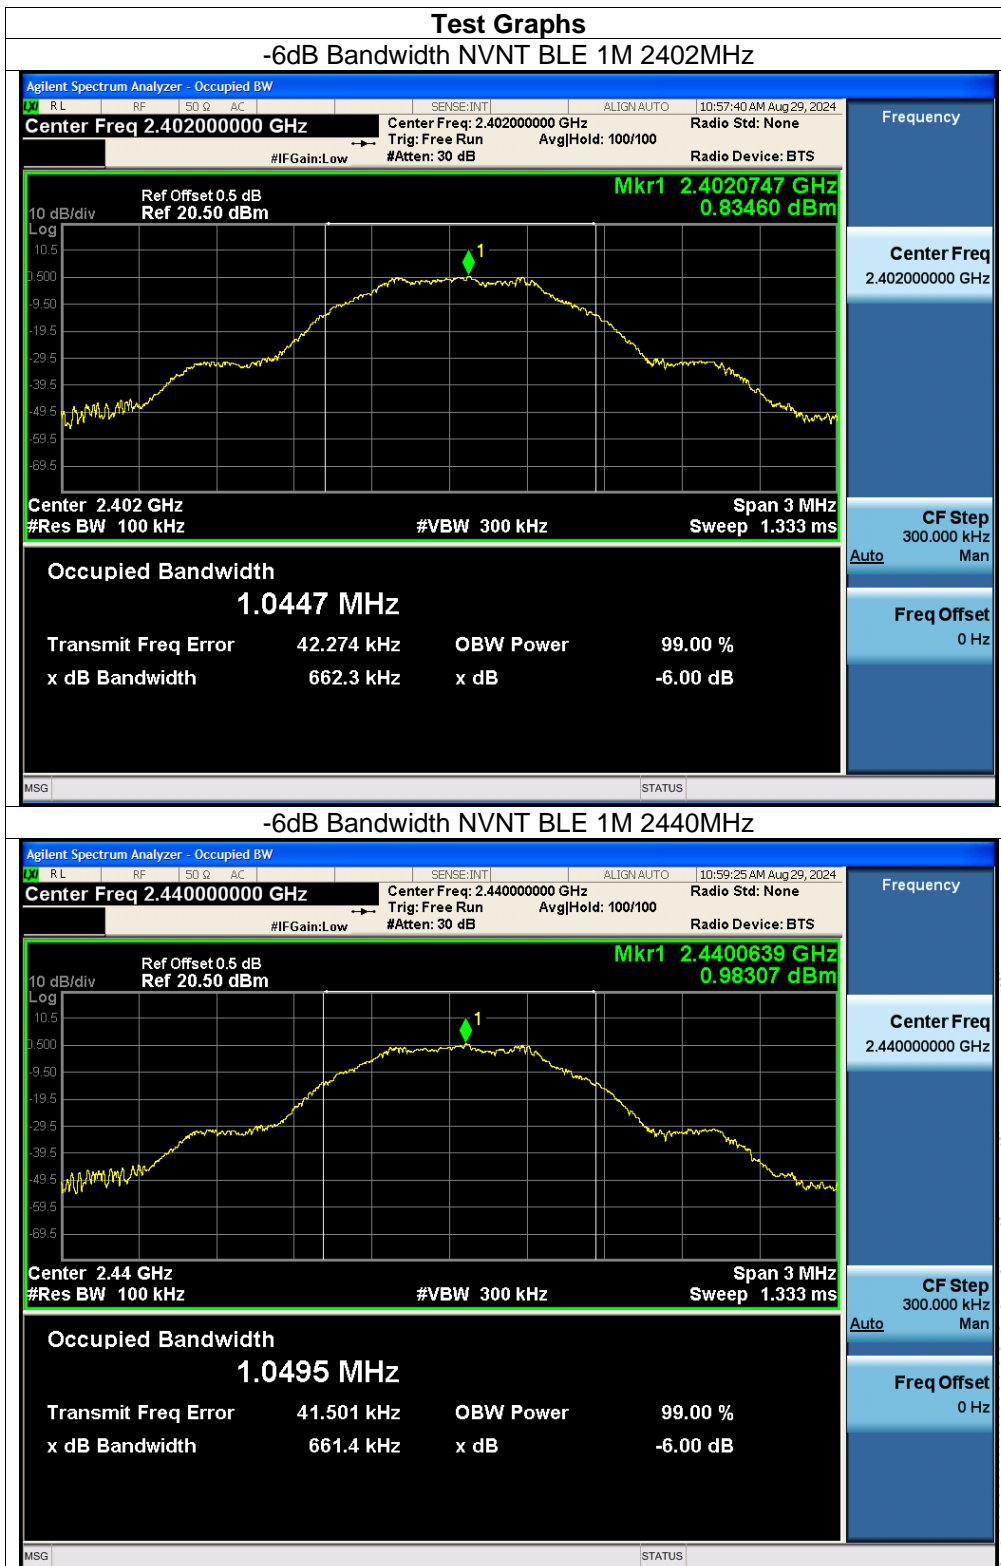 Test Graphs
-6dB Bandwidth NVNT BLE 1M 2402MHz
Agilent Spectrum Analyzer - Occupied BW
LXI RL RF 50 Ω AC SENSE:INT ALIGN AUTO 10:57:40 AM Aug 29, 2024
Center Freq 2.402000000 GHz Center Freq: 2.402000000 GHz Radio Std: None
Trig: Free Run Avg|Hold: 100/100
#IFGain:Low #Atten: 30 dB Radio Device: BTS
Frequency
Mkr1 2.4020747 GHz
0.83460 dBm
Ref Offset 0.5 dB
10 dB/div Ref 20.50 dBm
Log
10.5
0.500
-9.50
-19.5
-29.5
-39.5
-49.5
-59.5
-69.5
1
Center 2.402 GHz Span 3 MHz
#Res BW 100 kHz #VBW 300 kHz Sweep 1.333 ms
Center Freq
2.402000000 GHz
CF Step
300.000 kHz
Auto Man
Freq Offset
0 Hz
Occupied Bandwidth
1.0447 MHz
Transmit Freq Error 42.274 kHz OBW Power 99.00 %
x dB Bandwidth 662.3 kHz x dB -6.00 dB
MSG STATUS
-6dB Bandwidth NVNT BLE 1M 2440MHz
Agilent Spectrum Analyzer - Occupied BW
LXI RL RF 50 Ω AC SENSE:INT ALIGN AUTO 10:59:25 AM Aug 29, 2024
Center Freq 2.440000000 GHz Center Freq: 2.440000000 GHz Radio Std: None
Trig: Free Run Avg|Hold: 100/100
#IFGain:Low #Atten: 30 dB Radio Device: BTS
Frequency
Mkr1 2.4400639 GHz
0.98307 dBm
Ref Offset 0.5 dB
10 dB/div Ref 20.50 dBm
Log
10.5
0.500
-9.50
-19.5
-29.5
-39.5
-49.5
-59.5
-69.5
1
Center 2.44 GHz Span 3 MHz
#Res BW 100 kHz #VBW 300 kHz Sweep 1.333 ms
Center Freq
2.440000000 GHz
CF Step
300.000 kHz
Auto Man
Freq Offset
0 Hz
Occupied Bandwidth
1.0495 MHz
Transmit Freq Error 41.501 kHz OBW Power 99.00 %
x dB Bandwidth 661.4 kHz x dB -6.00 dB
MSG STATUS